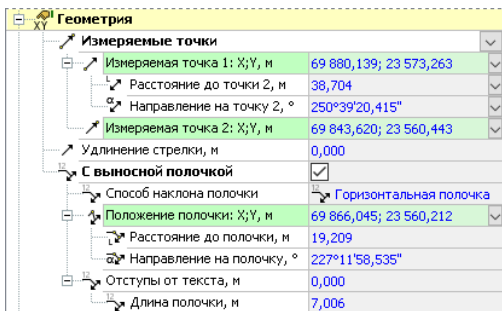 Геометрия
Измеряемые точки
Измеряемая точка 1: X;Y, м 69 880,139; 23 573,263
Расстояние до точки 2, м 38,704
Направление на точку 2, ° 250°39'20,415"
Измеряемая точка 2: X;Y, м 69 843,620; 23 560,443
Удлинение стрелки, м 0,000
С выносной полочкой
Способ наклона полочки Горизонтальная полочка
Положение полочки: X;Y, м 69 866,045; 23 560,212
Расстояние до полочки, м 19,209
Направление на полочку, ° 227°11'58,535"
Отступы от текста, м 0,000
Длина полочки, м 7,006